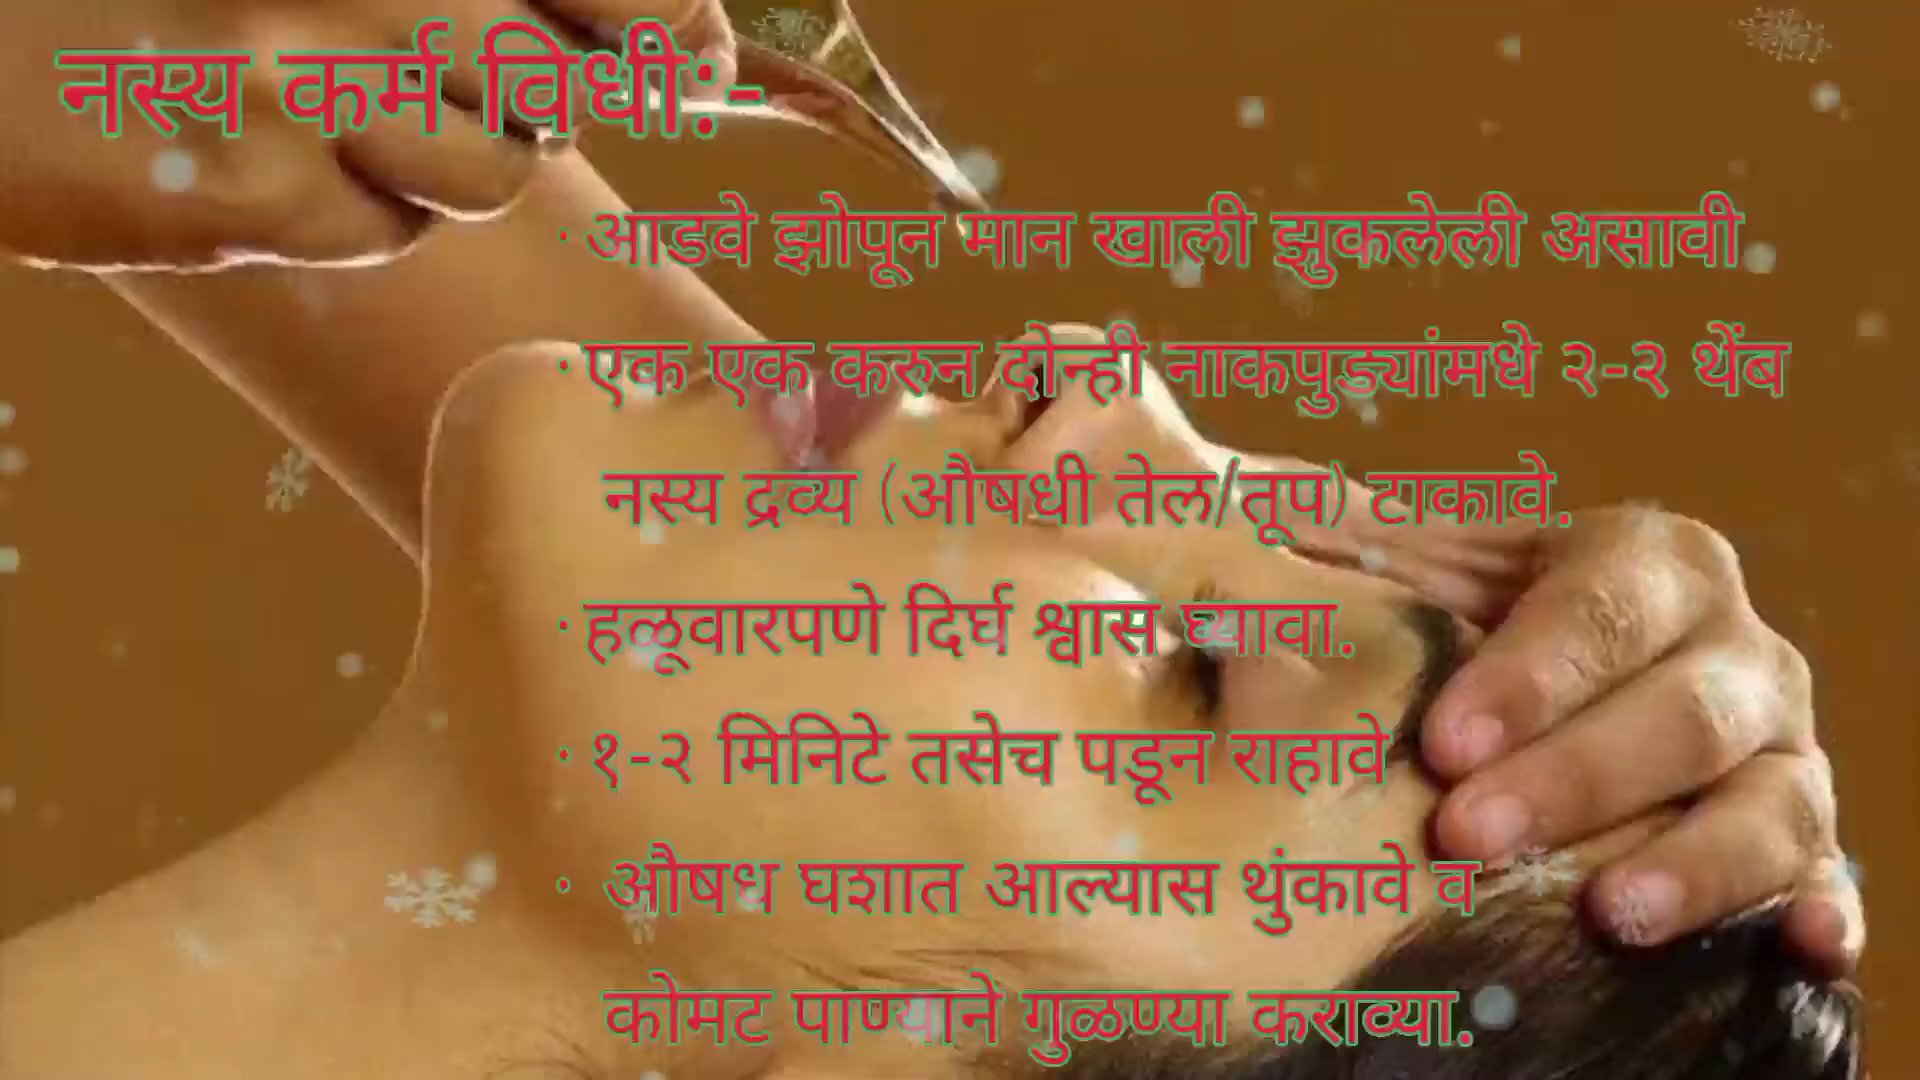 नस्य कर्म विधी:-
· आडवे झोपून मान खाली झुकलेली असावी
· एक एक करुन दोन्ही नाकपुड्यांमधे २-२ थेंब
नस्य द्रव्य (औषधी तेल/तूप) टाकावे.
· हळूवारपणे दिर्घ श्वास घ्यावा.
· १-२ मिनिटे तसेच पडून राहावे
· औषध घशात आल्यास थुंकावे व
कोमट पाण्याने गुळण्या कराव्या.